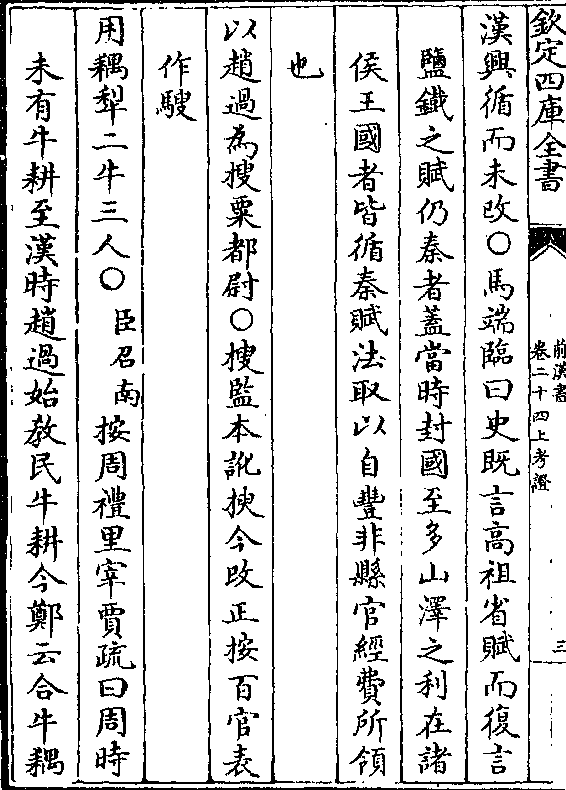 欽定四庫全書
前漢書
卷二十四上考證
三
漢興循而未改〇馬端臨曰史既言高祖省賦而復言
鹽鐵之賦仍秦者蓋當時封國至多山澤之利在諸
侯王國者皆循秦賦法取以自豐非縣官經費所領
也
以趙過為搜粟都尉〇搜監本訛挾今改正按百官表
作騪
用耦犁二牛三人〇臣召南按周禮里宰賈疏曰周時
未有牛耕至漢時趙過始教民牛耕今鄭云合牛耦